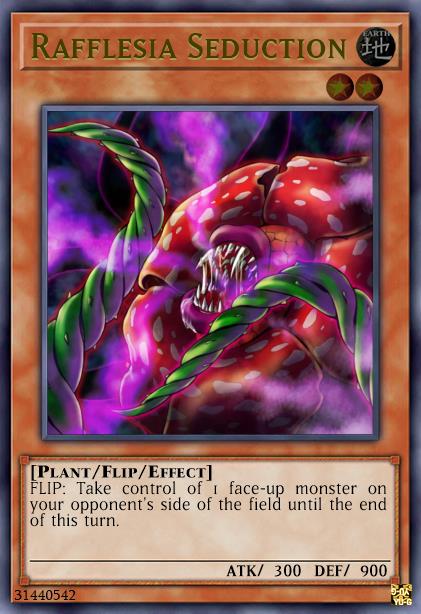 Rafflesia Seduction
EARTH
地
[Plant/Flip/Effect]
FLIP: Take control of 1 face-up monster on
your opponent's side of the field until the end
of this turn.
ATK/ 300 DEF/ 900
31440542